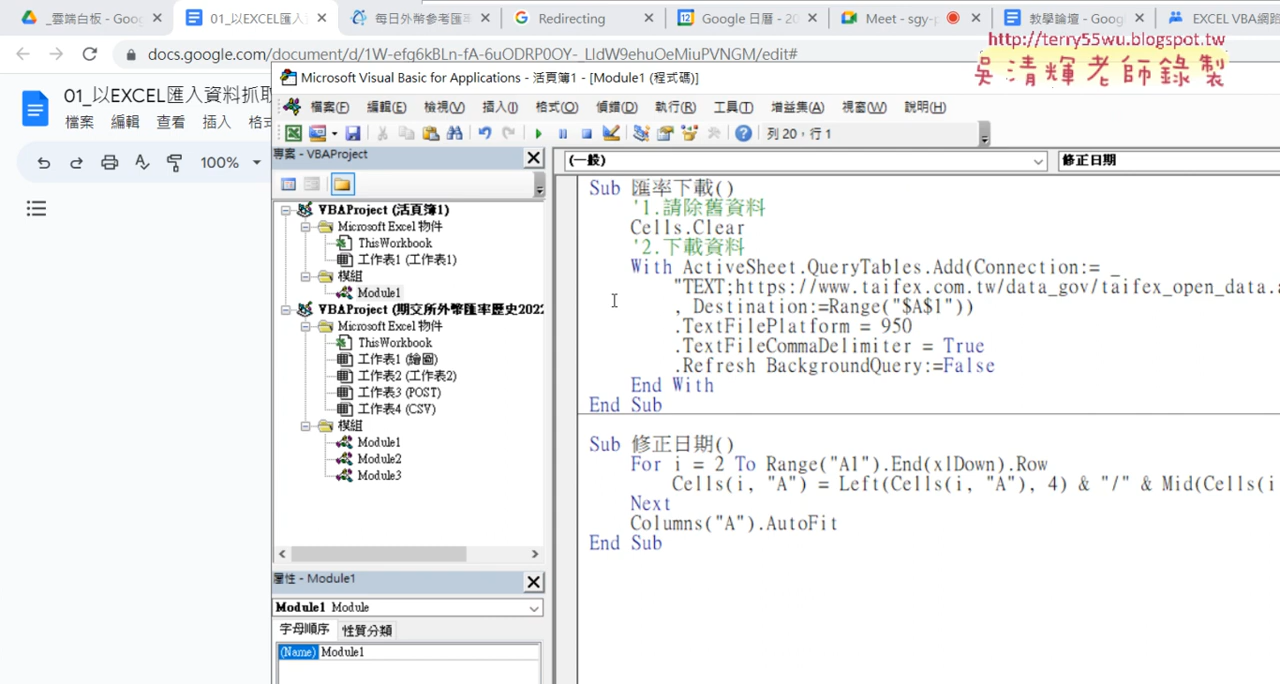 _雲端白板 - Goo
01_以EXCEL匯入
每日外幣參考匯率
Redirecting
Google 日曆 - 20
Meet - sgy-
教學論壇 - Goog
EXCEL VBA網路
docs.google.com/document/d/1W-efq6kBLn-fA-6uODRP0OY-_LldW9ehuOeMiuPVNGM/edit#
http://terry55wu.blogspot.tw
吳清輝老師錄製
01_以EXCEL匯入資料抓取
檔案 編輯 查看 插入 格式
100%
Microsoft Visual Basic for Applications - 活頁簿1 - [Module1 (程式碼)]
檔案(F) 編輯(E) 檢視(V) 插入(I) 格式(O) 偵錯(D) 執行(R) 工具(T) 增益集(A) 視窗(W) 說明(H)
列 20，行 1
專案 - VBAProject
(一般)
修正日期
VBAProject (活頁簿1)
Microsoft Excel 物件
ThisWorkbook
工作表1 (工作表1)
模組
Module1
VBAProject (期交所外幣匯率歷史2022
Microsoft Excel 物件
ThisWorkbook
工作表1 (繪圖)
工作表2 (工作表2)
工作表3 (POST)
工作表4 (CSV)
模組
Module1
Module2
Module3
屬性 - Module1
Module1 Module
字母順序 性質分類
(Name) Module1
Sub 匯率下載()
'1.請除舊資料
Cells.Clear
'2.下載資料
With ActiveSheet.QueryTables.Add(Connection:= _
"TEXT;https://www.taifex.com.tw/data_gov/taifex_open_data.a
, Destination:=Range("$A$1"))
.TextFilePlatform = 950
.TextFileCommaDelimiter = True
.Refresh BackgroundQuery:=False
End With
End Sub
Sub 修正日期()
For i = 2 To Range("A1").End(xlDown).Row
Cells(i, "A") = Left(Cells(i, "A"), 4) & "/" & Mid(Cells(i
Next
Columns("A").AutoFit
End Sub